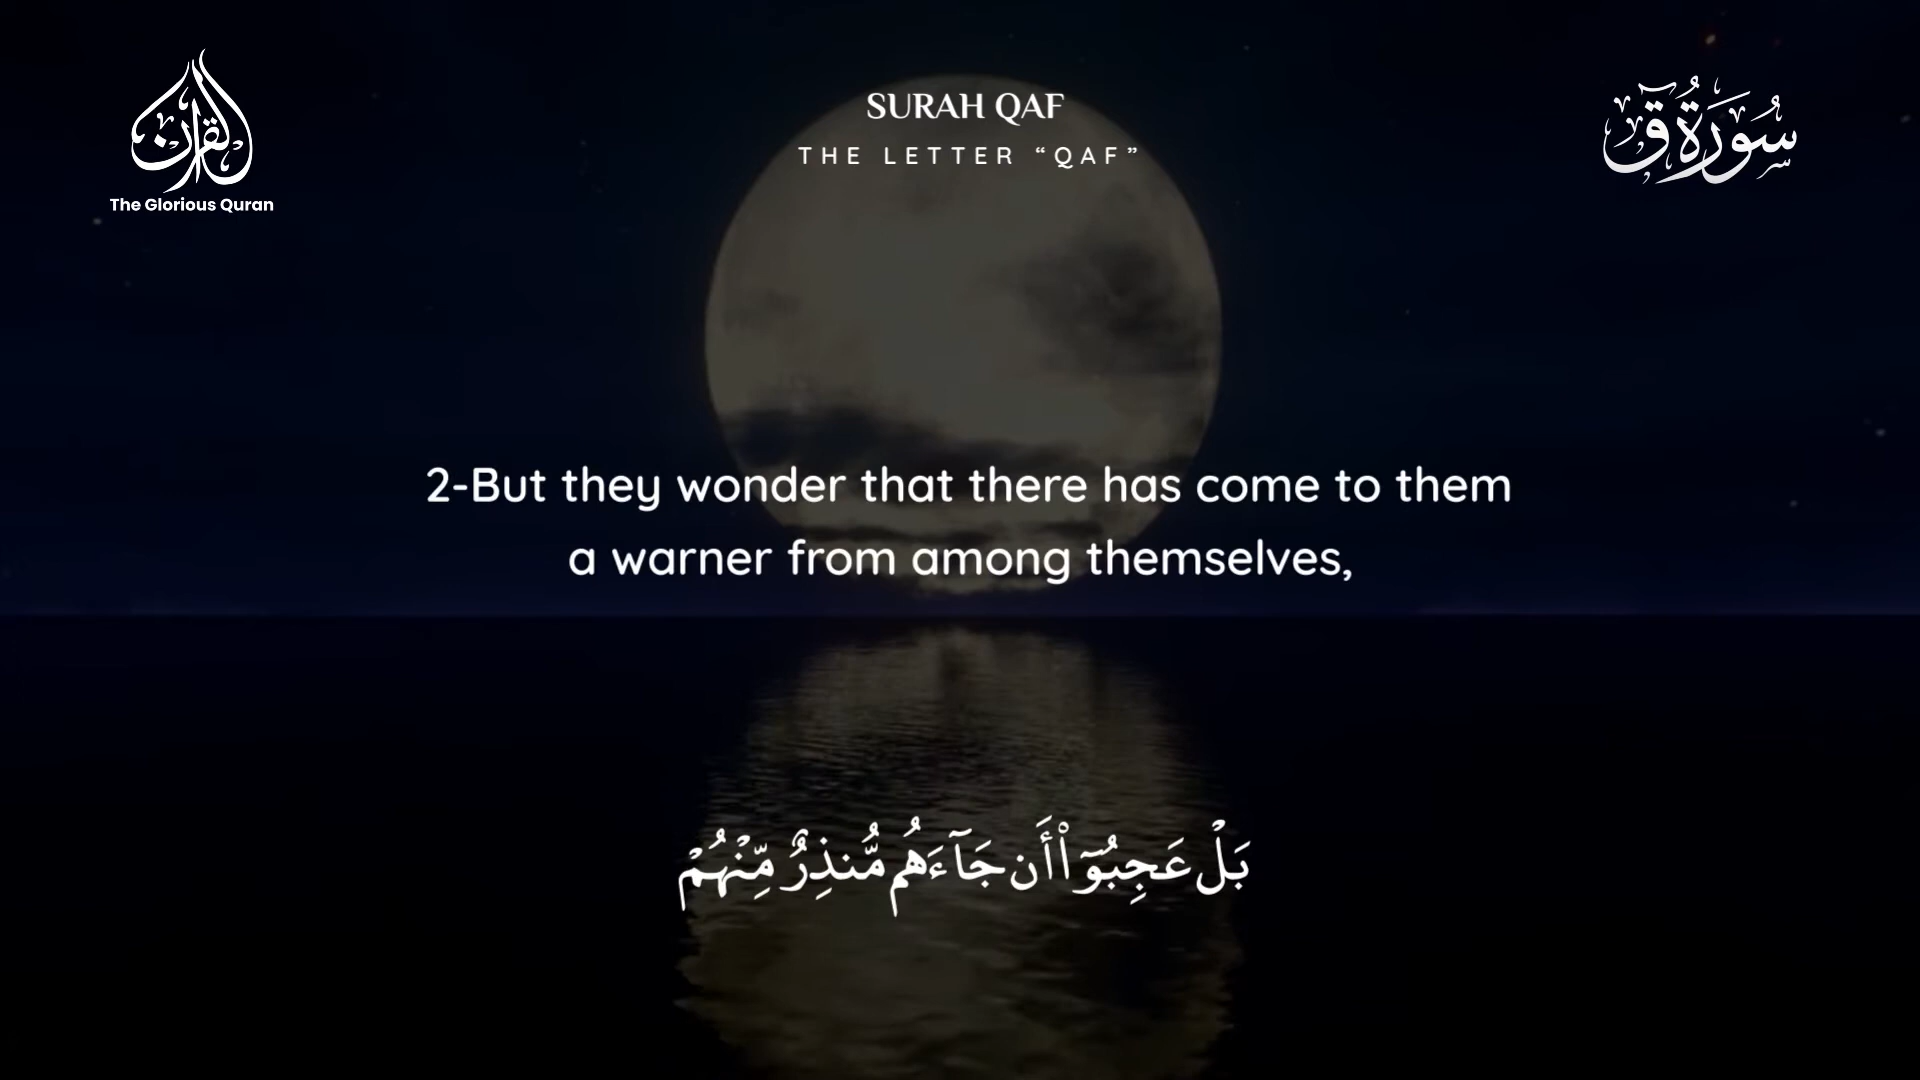 القرآن
The Glorious Quran
SURAH QAF
THE LETTER “QAF”
سُورَةُ قٓ
2-But they wonder that there has come to them
a warner from among themselves,
بَلْ عَجِبُوٓا۟ أَن جَآءَهُم مُّنذِرٌ مِّنْهُمْ